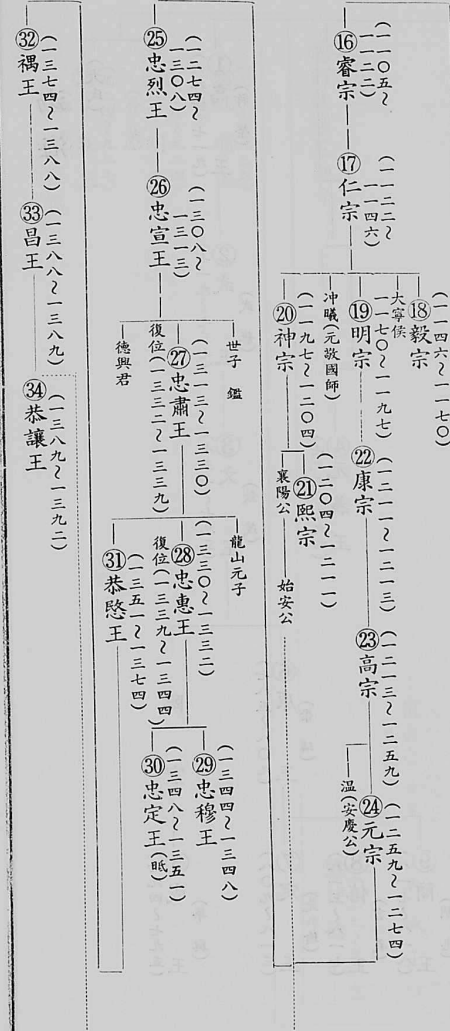 ⑯睿宗
(一一〇五~
一一二二)
⑰仁宗
(一一二二~
一一四六)
⑱毅宗
(一一四六~一一七〇)
大寧侯
⑲明宗
一一七〇~一一九七)
冲曦(元敬國師)
⑳神宗
(一一九七~一二〇四)
㉑熙宗
(一二〇四~一二一一)
襄陽公
始安公
㉒康宗
(一二一一~一二一三)
㉓高宗
(一二一三~一二五九)
㉔元宗
(一二五九~一二七四)
温(安慶公)
㉕忠烈王
(一二七四~
一三〇八)
㉖忠宣王
(一三〇八~
一三一三)
世子 鑑
㉗忠肅王
(一三一三~一三三〇)
復位(一三三二~一三三九)
德興君
龍山元子
㉘忠惠王
(一三三〇~一三三二)
復位(一三三九~一三四四)
㉛恭愍王
(一三五一~一三七四)
㉙忠穆王
(一三四四~一三四八)
㉚忠定王(㫝)
(一三四八~一三五一)
㉜禑王
(一三七四~一三八八)
㉝昌王
(一三八八~一三八九)
㉞恭讓王
(一三八九~一三九二)